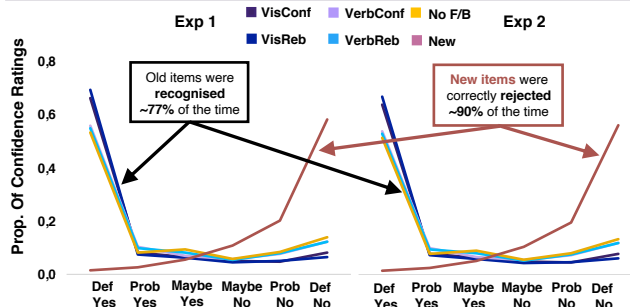 Exp 1
VisConf
VerbConf
No F/B
VisReb
VerbReb
New
Exp 2
Prop. Of Confidence Ratings
0,8
0,6
0,4
0,2
0,0
Old items were
recognised
~77% of the time
New items were
correctly rejected
~90% of the time
Def
Yes
Prob
Yes
Maybe
Yes
Maybe
No
Prob
No
Def
No
Def
Yes
Prob
Yes
Maybe
Yes
Maybe
No
Prob
No
Def
No